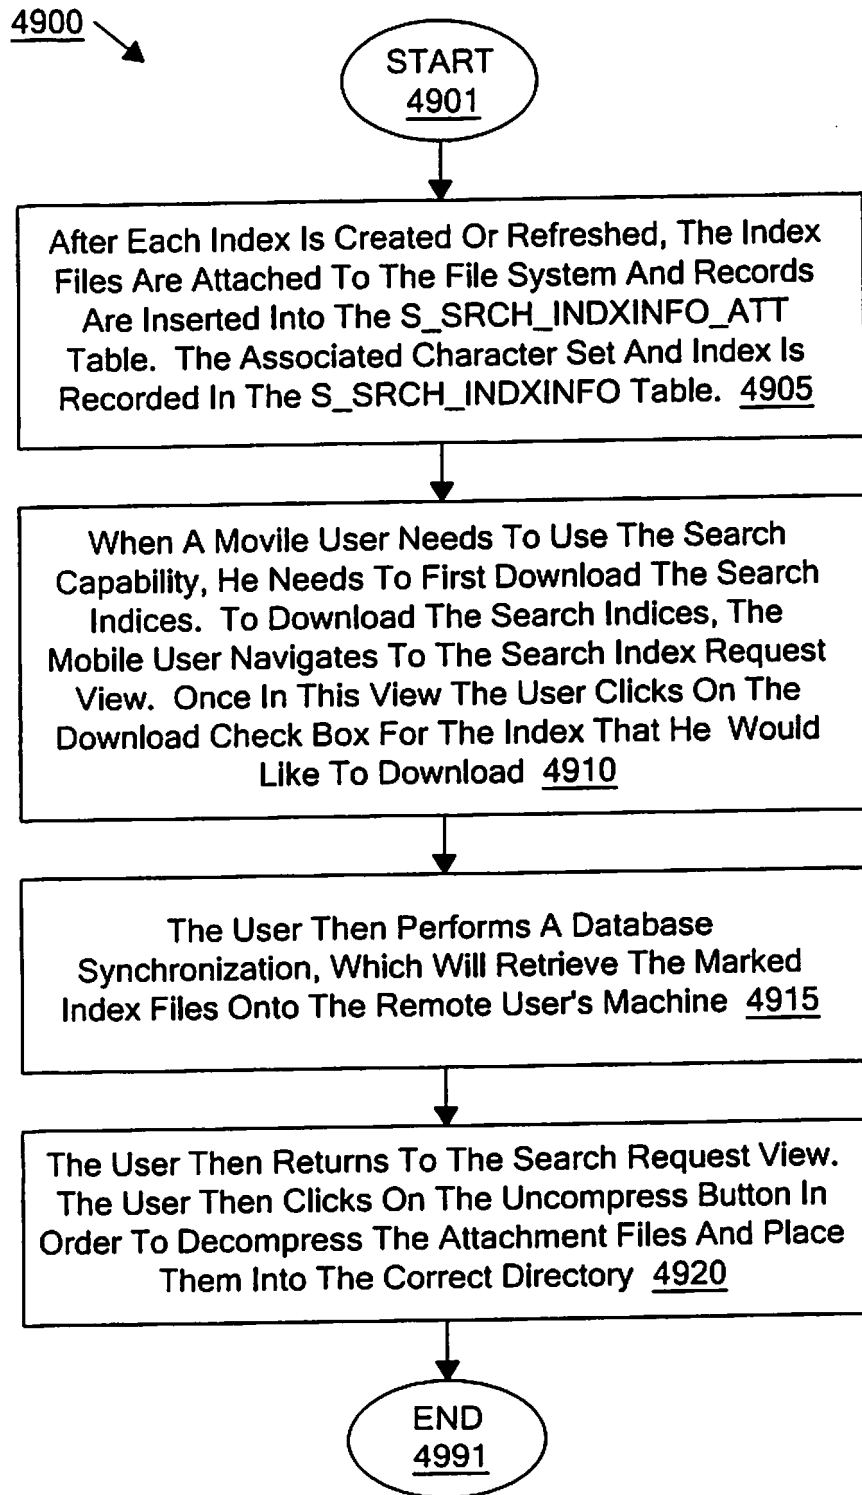 4900
START
4901
After Each Index Is Created Or Refreshed, The Index
Files Are Attached To The File System And Records
Are Inserted Into The S_SRCH_INDXINFO_ATT
Table. The Associated Character Set And Index Is
Recorded In The S_SRCH_INDXINFO Table. 4905
When A Movile User Needs To Use The Search
Capability, He Needs To First Download The Search
Indices. To Download The Search Indices, The
Mobile User Navigates To The Search Index Request
View. Once In This View The User Clicks On The
Download Check Box For The Index That He Would
Like To Download 4910
The User Then Performs A Database
Synchronization, Which Will Retrieve The Marked
Index Files Onto The Remote User's Machine 4915
The User Then Returns To The Search Request View.
The User Then Clicks On The Uncompress Button In
Order To Decompress The Attachment Files And Place
Them Into The Correct Directory 4920
END
4991